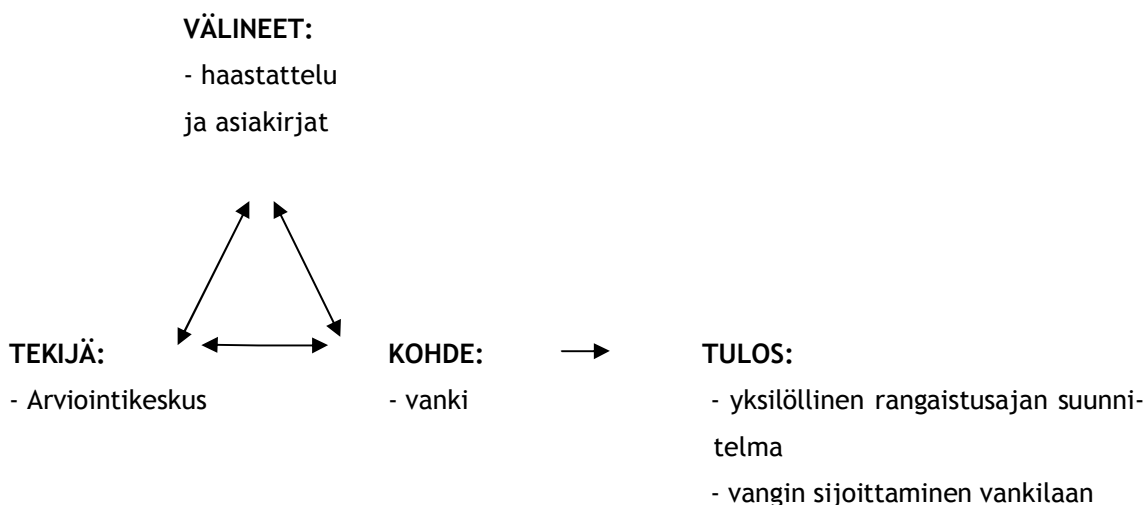 VÄLINEET:
- haastattelu
ja asiakirjat
TEKIJÄ:
- Arviointikeskus
KOHDE:
- vanki
TULOS:
- yksilöllinen rangaistusajan suunni-
telma
- vangin sijoittaminen vankilaan